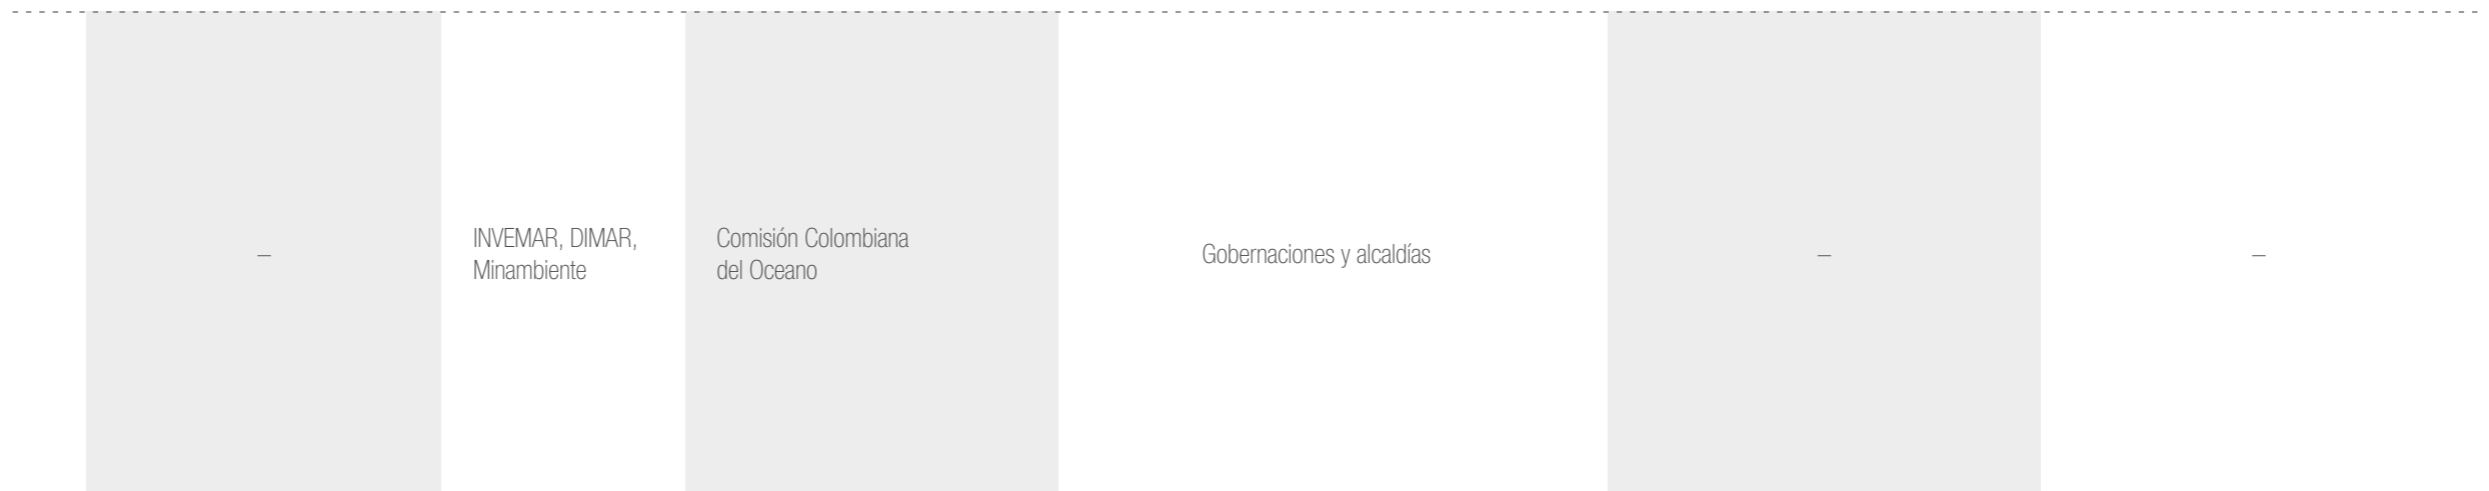 –
INVEMAR, DIMAR,
Minambiente
Comisión Colombiana
del Oceano
Gobernaciones y alcaldías
–
–